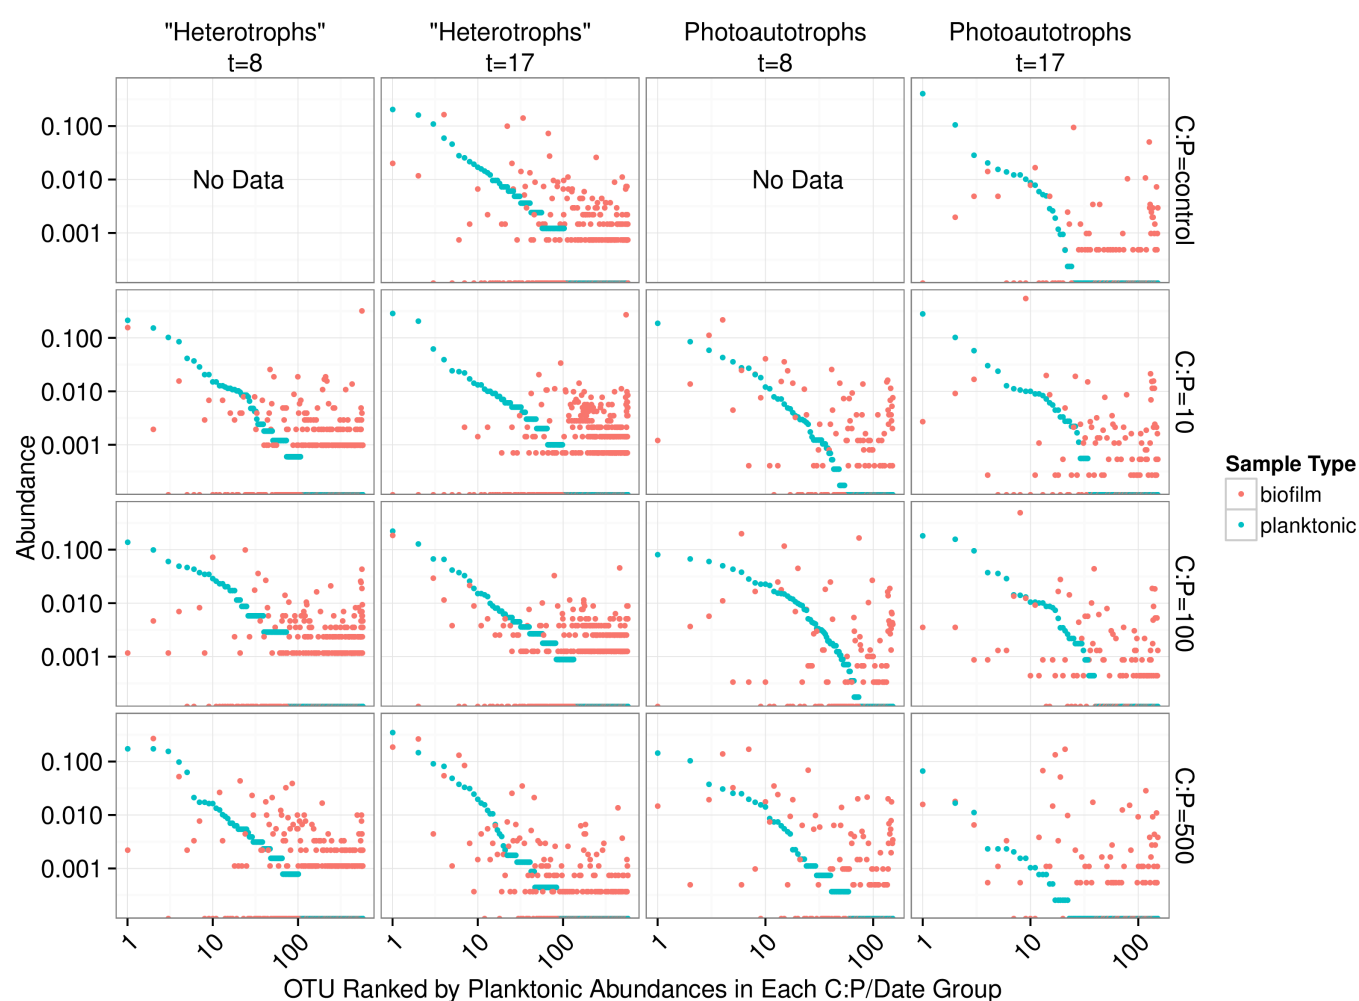 "Heterotrophs" "Heterotrophs" Photoautotrophs Photoautotrophs
t=8 t=17 t=8 t=17
0.100
0.010
0.001
No Data
No Data
C:P=control
0.100
0.010
0.001
C:P=10
0.100
0.010
0.001
C:P=100
0.100
0.010
0.001
C:P=500
Abundance
1 10 100 1 10 100 1 10 100 1 10 100
OTU Ranked by Planktonic Abundances in Each C:P/Date Group
Sample Type
biofilm
planktonic